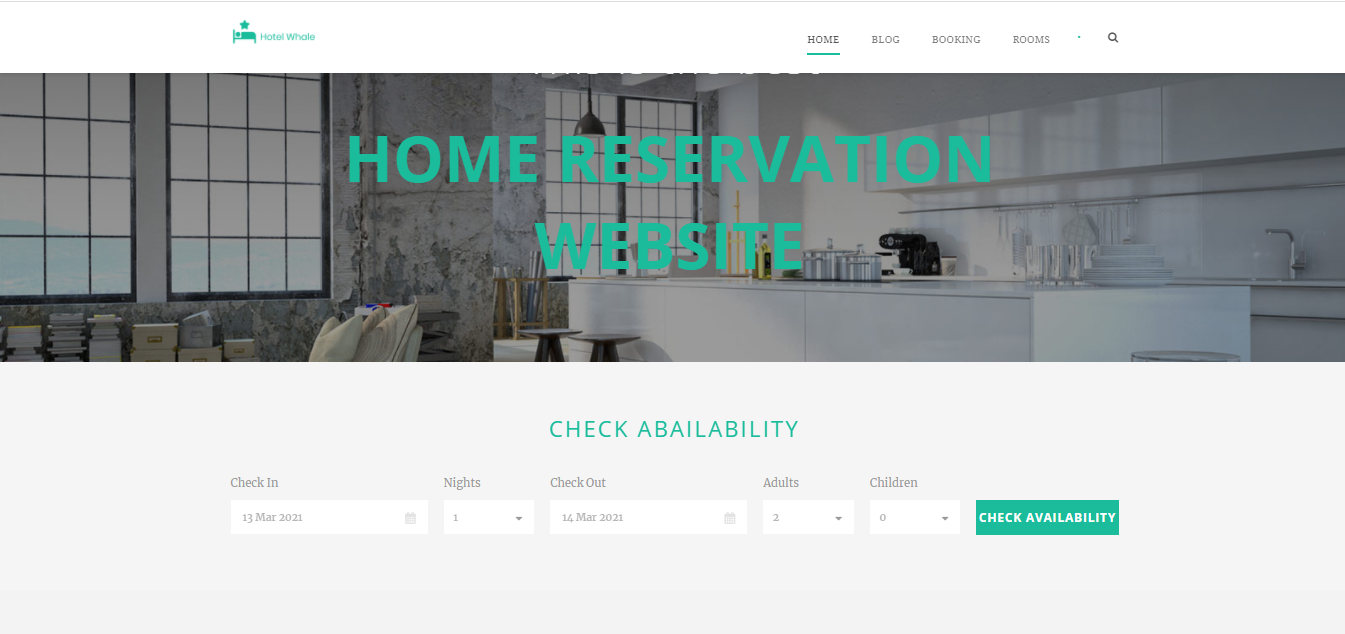 Hotel Whale
HOME BLOG BOOKING ROOMS
HOME RESERVATION
WEBSITE
CHECK ABAILABILITY
Check In Nights Check Out Adults Children
13 Mar 2021 1 14 Mar 2021 2 0 CHECK AVAILABILITY